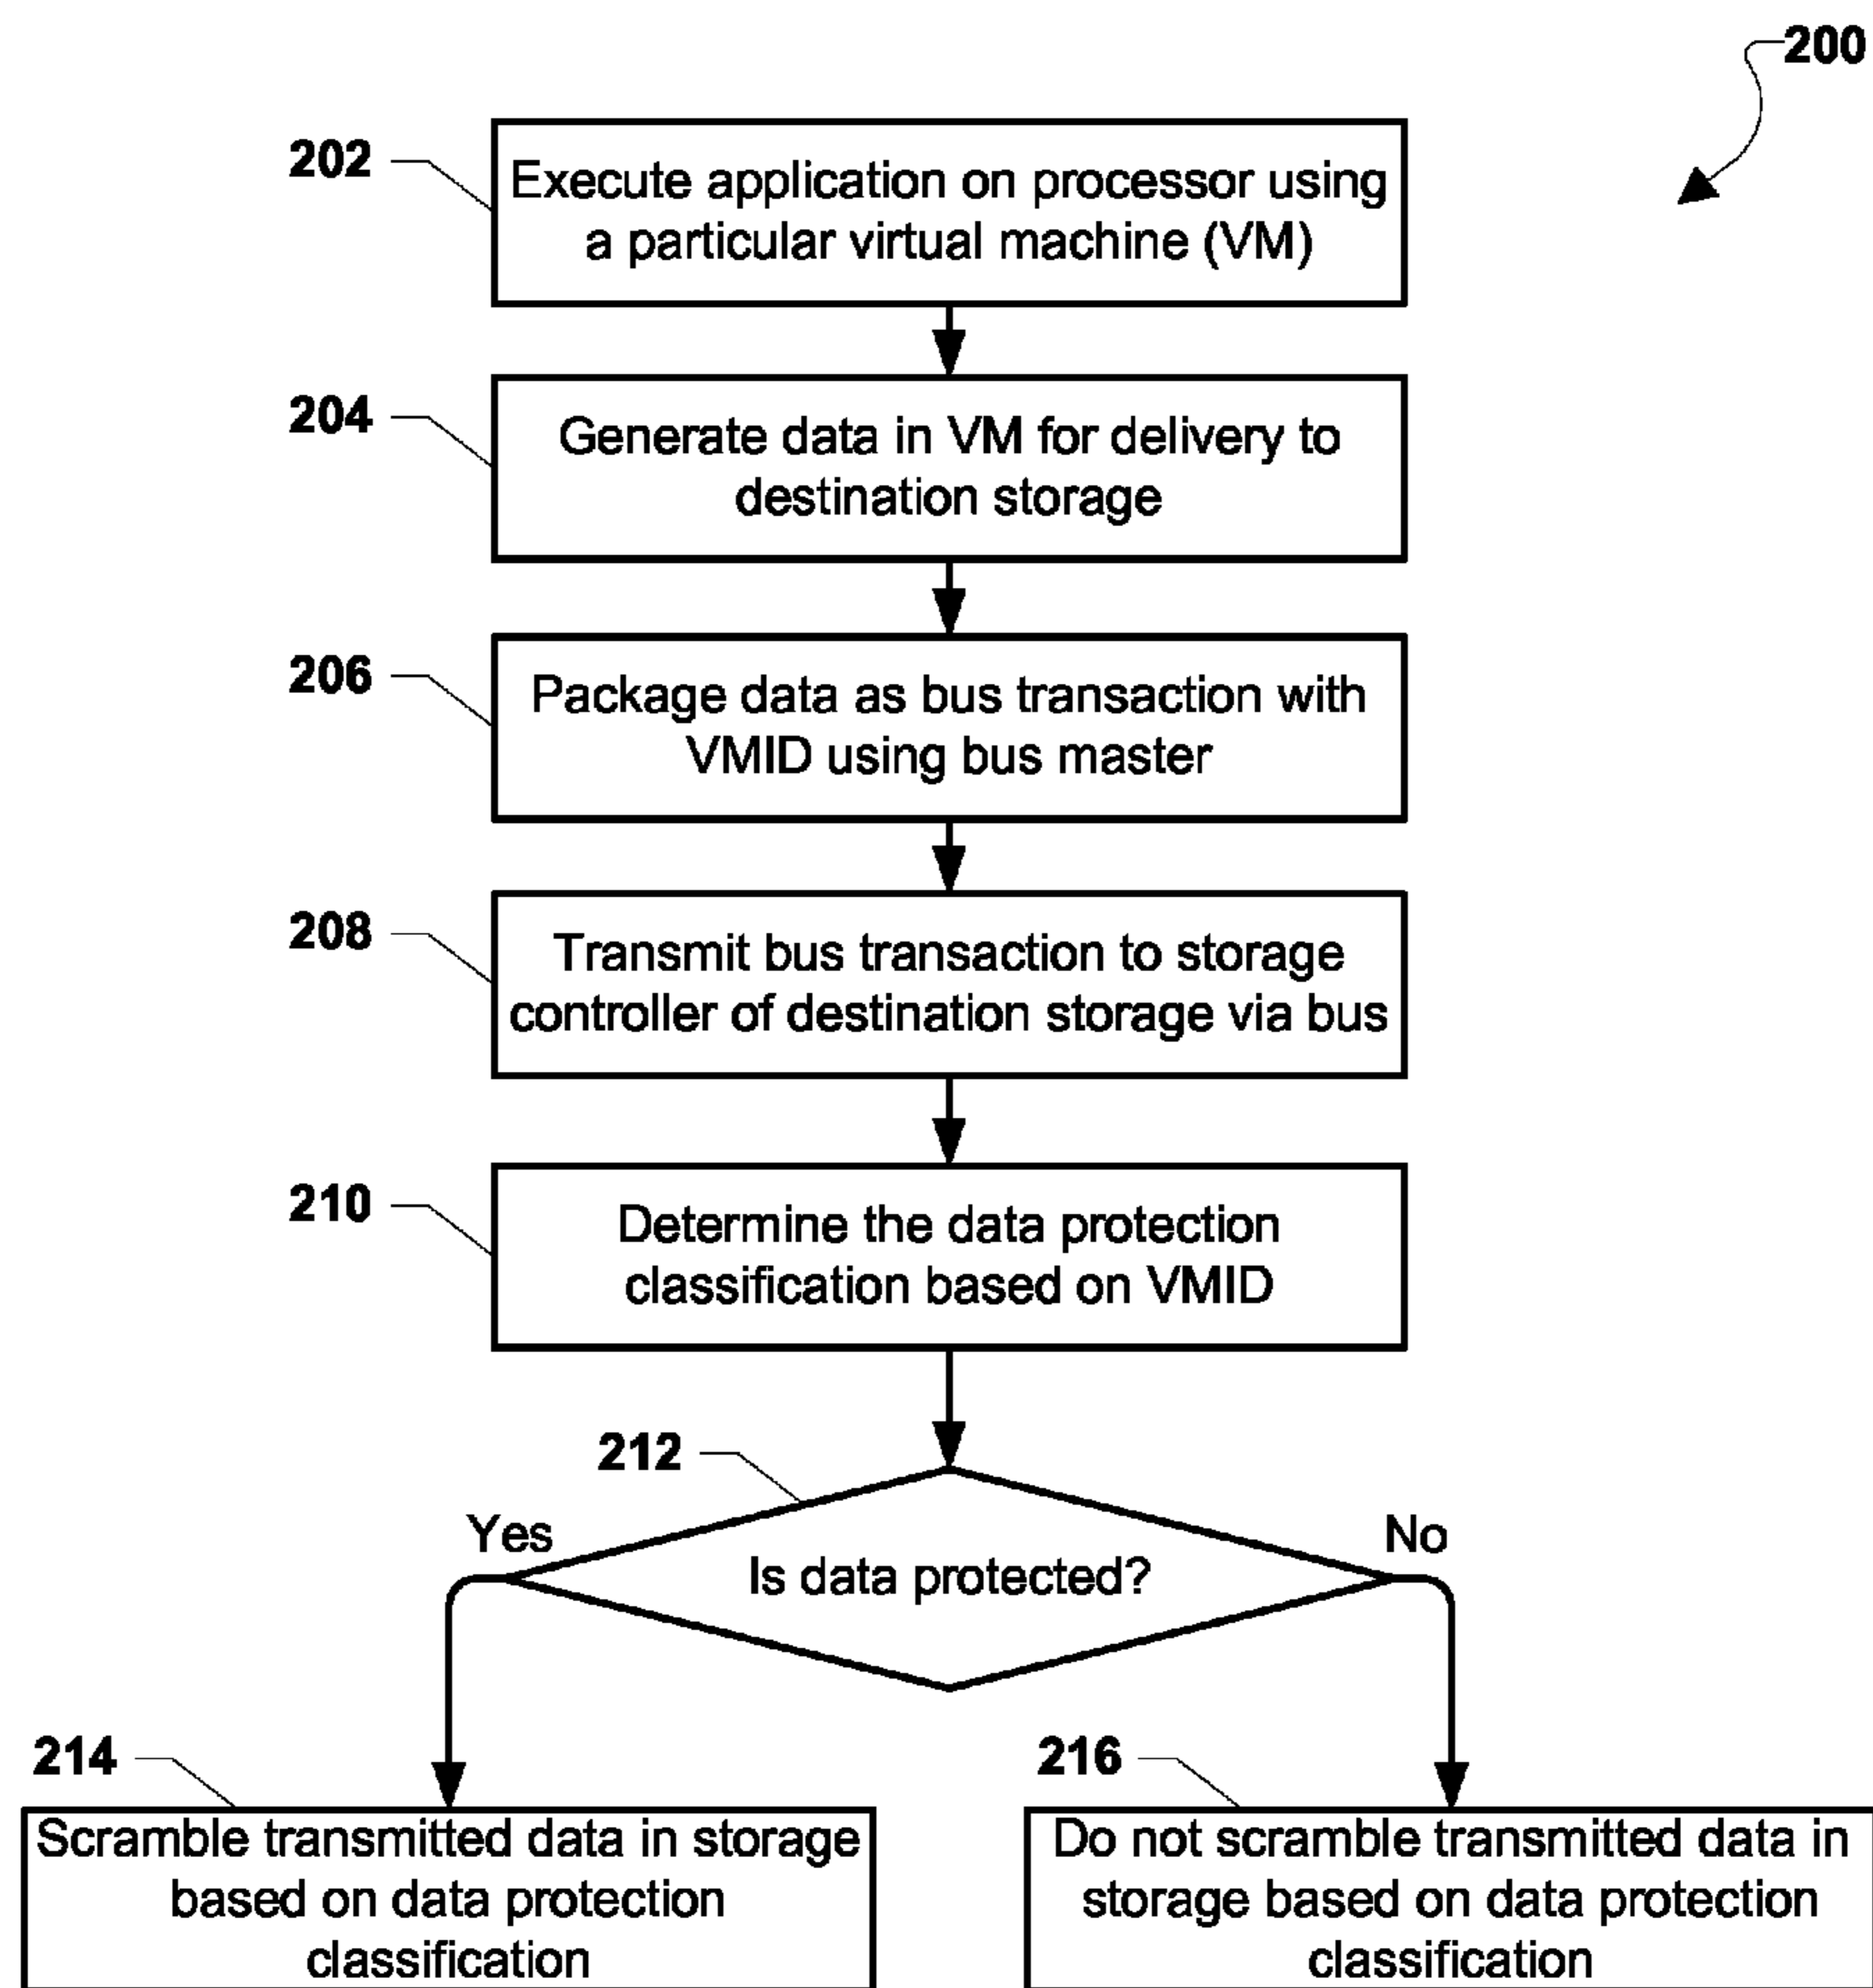 200
202
Execute application on processor using
a particular virtual machine (VM)
204
Generate data in VM for delivery to
destination storage
206
Package data as bus transaction with
VMID using bus master
208
Transmit bus transaction to storage
controller of destination storage via bus
210
Determine the data protection
classification based on VMID
212
Yes
No
Is data protected?
214
Scramble transmitted data in storage
based on data protection
classification
216
Do not scramble transmitted data in
storage based on data protection
classification